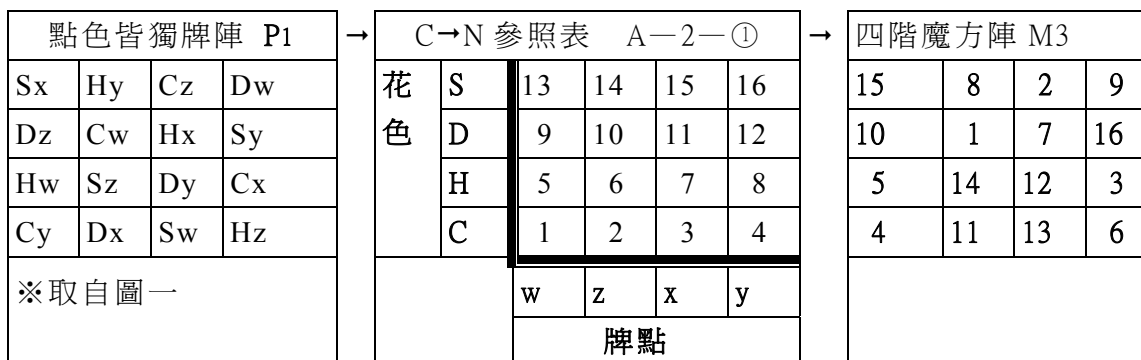 點色皆獨牌陣 P1 → C→N 參照表 A—2—① → 四階魔方陣 M3
Sx Hy Cz Dw 花 S 13 14 15 16 15 8 2 9
Dz Cw Hx Sy 色 D 9 10 11 12 10 1 7 16
Hw Sz Dy Cx H 5 6 7 8 5 14 12 3
Cy Dx Sw Hz C 1 2 3 4 4 11 13 6
※取自圖一 w z x y
牌點